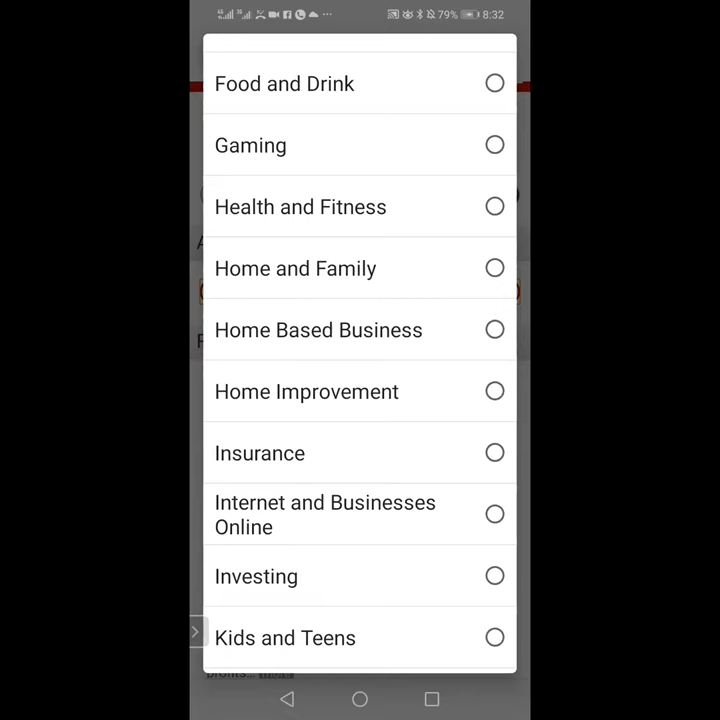 79% 8:32
Food and Drink
Gaming
Health and Fitness
Home and Family
Home Based Business
Home Improvement
Insurance
Internet and Businesses
Online
Investing
Kids and Teens